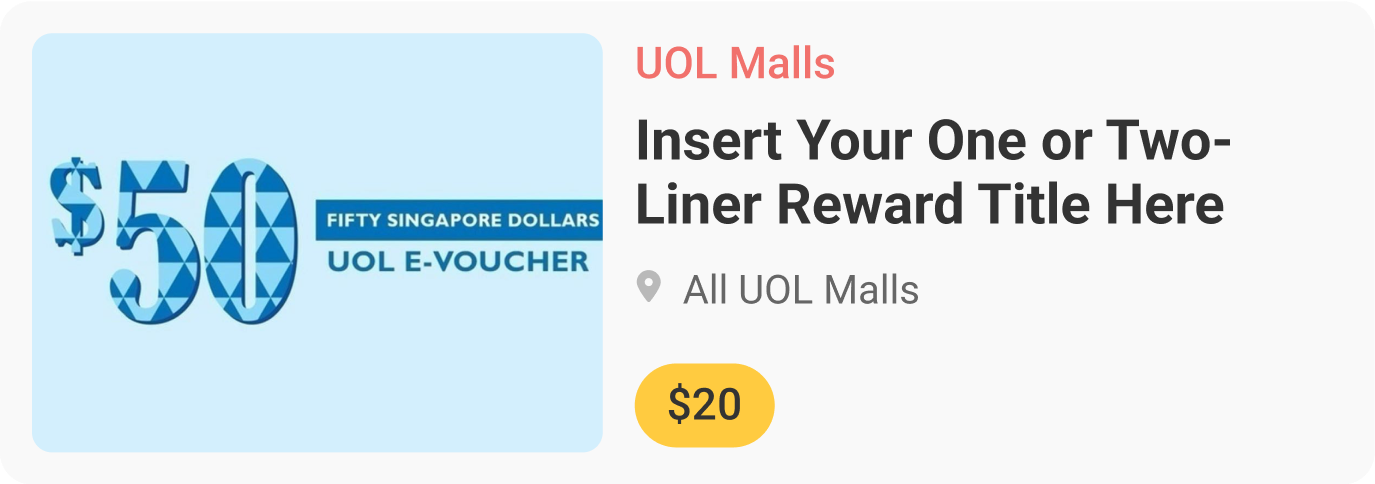 $50
FIFTY SINGAPORE DOLLARS
UOL E-VOUCHER
UOL Malls
Insert Your One or Two-
Liner Reward Title Here
All UOL Malls
$20